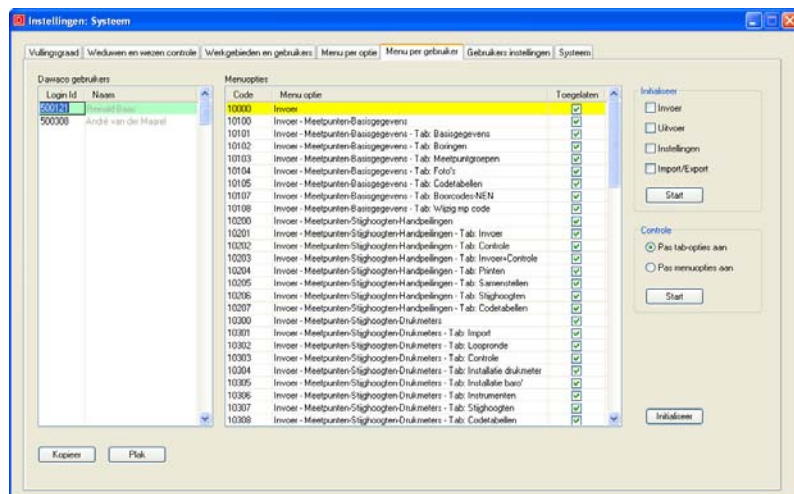 Instellingen: Systeem
Vullingsgraad Weduwen en wezen controle Werkgebieden en gebruikers Menu per optie Menu per gebruiker Gebruikers instellingen Systeem
Dawaco gebruikers
Login Id Naam
500121
500308 André van der Maarel
Menuopties
Code Menu optie Toegelaten
10000 Invoer
10100 Invoer - Meetpunten-Basisgegevens
10101 Invoer - Meetpunten-Basisgegevens - Tab: Basisgegevens
10102 Invoer - Meetpunten-Basisgegevens - Tab: Boringen
10103 Invoer - Meetpunten-Basisgegevens - Tab: Meetpuntgroepen
10104 Invoer - Meetpunten-Basisgegevens - Tab: Foto's
10105 Invoer - Meetpunten-Basisgegevens - Tab: Codetabellen
10107 Invoer - Meetpunten-Basisgegevens - Tab: Boorcodes-NEN
10108 Invoer - Meetpunten-Basisgegevens - Tab: Wijzig mp code
10200 Invoer - Meetpunten-Stijghoogten-Handpeilingen
10201 Invoer - Meetpunten-Stijghoogten-Handpeilingen - Tab: Invoer
10202 Invoer - Meetpunten-Stijghoogten-Handpeilingen - Tab: Controle
10203 Invoer - Meetpunten-Stijghoogten-Handpeilingen - Tab: Invoer+Controle
10204 Invoer - Meetpunten-Stijghoogten-Handpeilingen - Tab: Printen
10205 Invoer - Meetpunten-Stijghoogten-Handpeilingen - Tab: Samenstellen
10206 Invoer - Meetpunten-Stijghoogten-Handpeilingen - Tab: Stijghoogten
10207 Invoer - Meetpunten-Stijghoogten-Handpeilingen - Tab: Codetabellen
10300 Invoer - Meetpunten-Stijghoogten-Drukmeters
10301 Invoer - Meetpunten-Stijghoogten-Drukmeters - Tab: Import
10302 Invoer - Meetpunten-Stijghoogten-Drukmeters - Tab: Loopronde
10303 Invoer - Meetpunten-Stijghoogten-Drukmeters - Tab: Controle
10304 Invoer - Meetpunten-Stijghoogten-Drukmeters - Tab: Installatie drukmeter
10305 Invoer - Meetpunten-Stijghoogten-Drukmeters - Tab: Installatie baro'
10306 Invoer - Meetpunten-Stijghoogten-Drukmeters - Tab: Instrumenten
10307 Invoer - Meetpunten-Stijghoogten-Drukmeters - Tab: Stijghoogten
10308 Invoer - Meetpunten-Stijghoogten-Drukmeters - Tab: Codetabellen
Initialiseer
Invoer
Uitvoer
Instellingen
Import/Export
Start
Controle
Pas tab-opties aan
Pas menuopties aan
Start
Initialiseer
Kopieer Plak